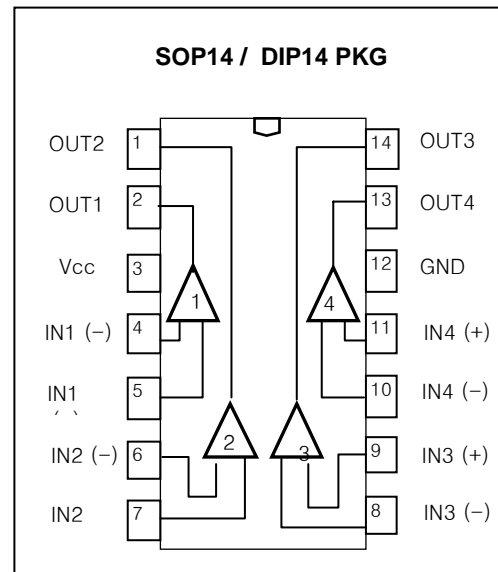 SOP14 / DIP14 PKG
OUT2 1 14 OUT3
OUT1 2 13 OUT4
Vcc 3 12 GND
1 4
IN1 (-) 4 11 IN4 (+)
IN1 5 10 IN4 (-)
2 3
IN2 (-) 6 9 IN3 (+)
IN2 7 8 IN3 (-)